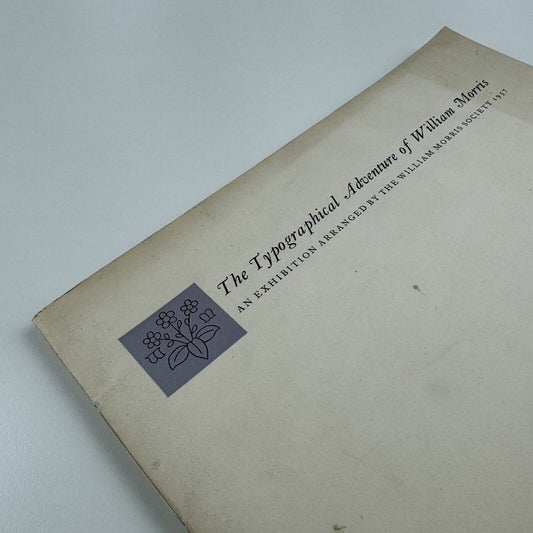 The Typographical Adventure of William Morris
AN EXHIBITION ARRANGED BY THE WILLIAM MORRIS SOCIETY 1957